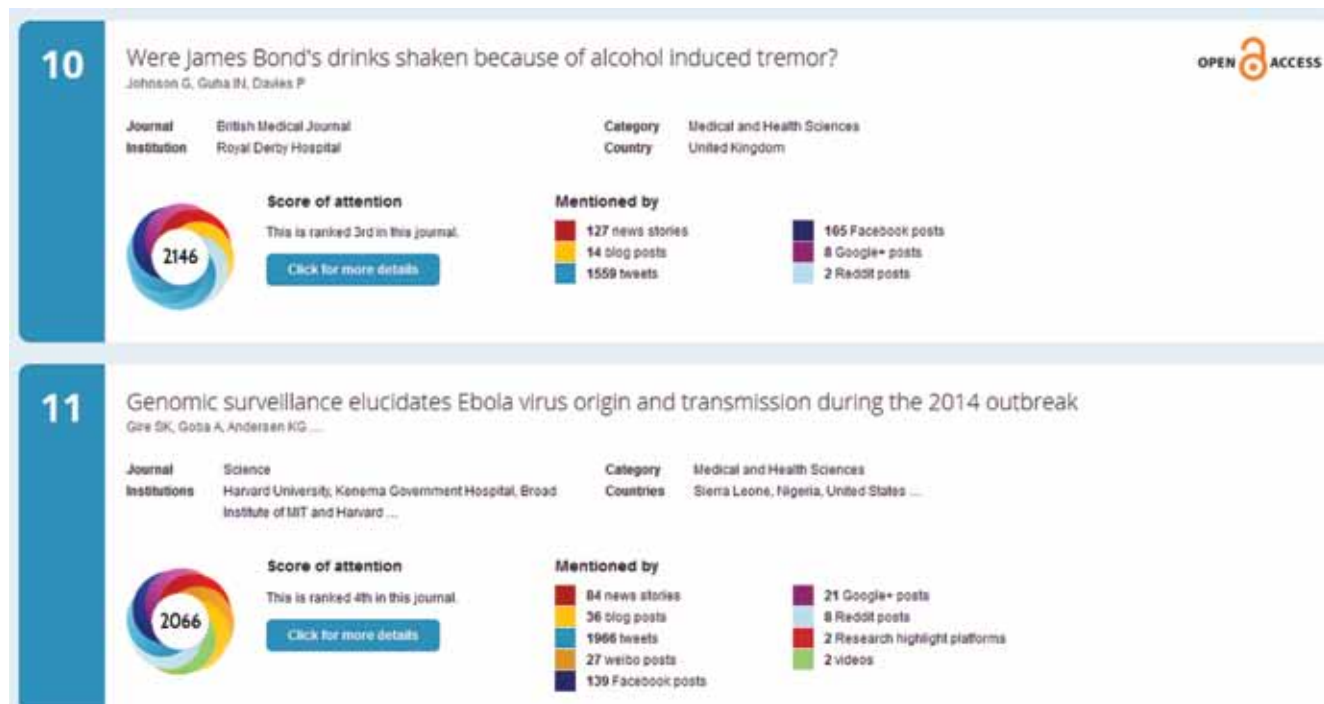 10
Were James Bond's drinks shaken because of alcohol induced tremor?
Johnson G, Guha IN, Davies P
OPEN ACCESS
Journal British Medical Journal
Institution Royal Derby Hospital
Category Medical and Health Sciences
Country United Kingdom
2146
Score of attention
This is ranked 3rd in this journal.
Click for more details
Mentioned by
127 news stories
14 blog posts
1559 tweets
165 Facebook posts
8 Google+ posts
2 Reddit posts
11
Genomic surveillance elucidates Ebola virus origin and transmission during the 2014 outbreak
Gire SK, Goba A, Andersen KG ...
Journal Science
Institutions Harvard University, Kenema Government Hospital, Broad
Institute of MIT and Harvard ...
Category Medical and Health Sciences
Countries Sierra Leone, Nigeria, United States ...
2066
Score of attention
This is ranked 4th in this journal.
Click for more details
Mentioned by
84 news stories
36 blog posts
1966 tweets
27 weibo posts
139 Facebook posts
21 Google+ posts
8 Reddit posts
2 Research highlight platforms
2 videos